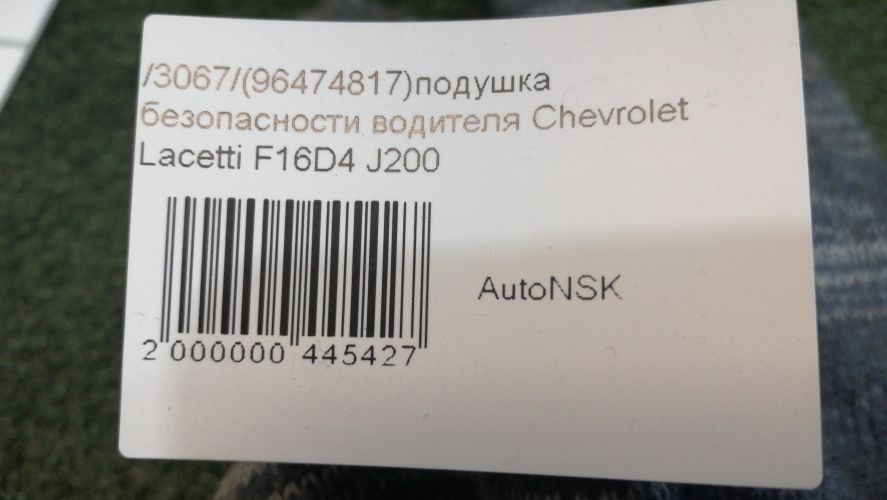 /3067/(96474817)подушка
безопасности водителя Chevrolet
Lacetti F16D4 J200
AutoNSK
2 000000 445427